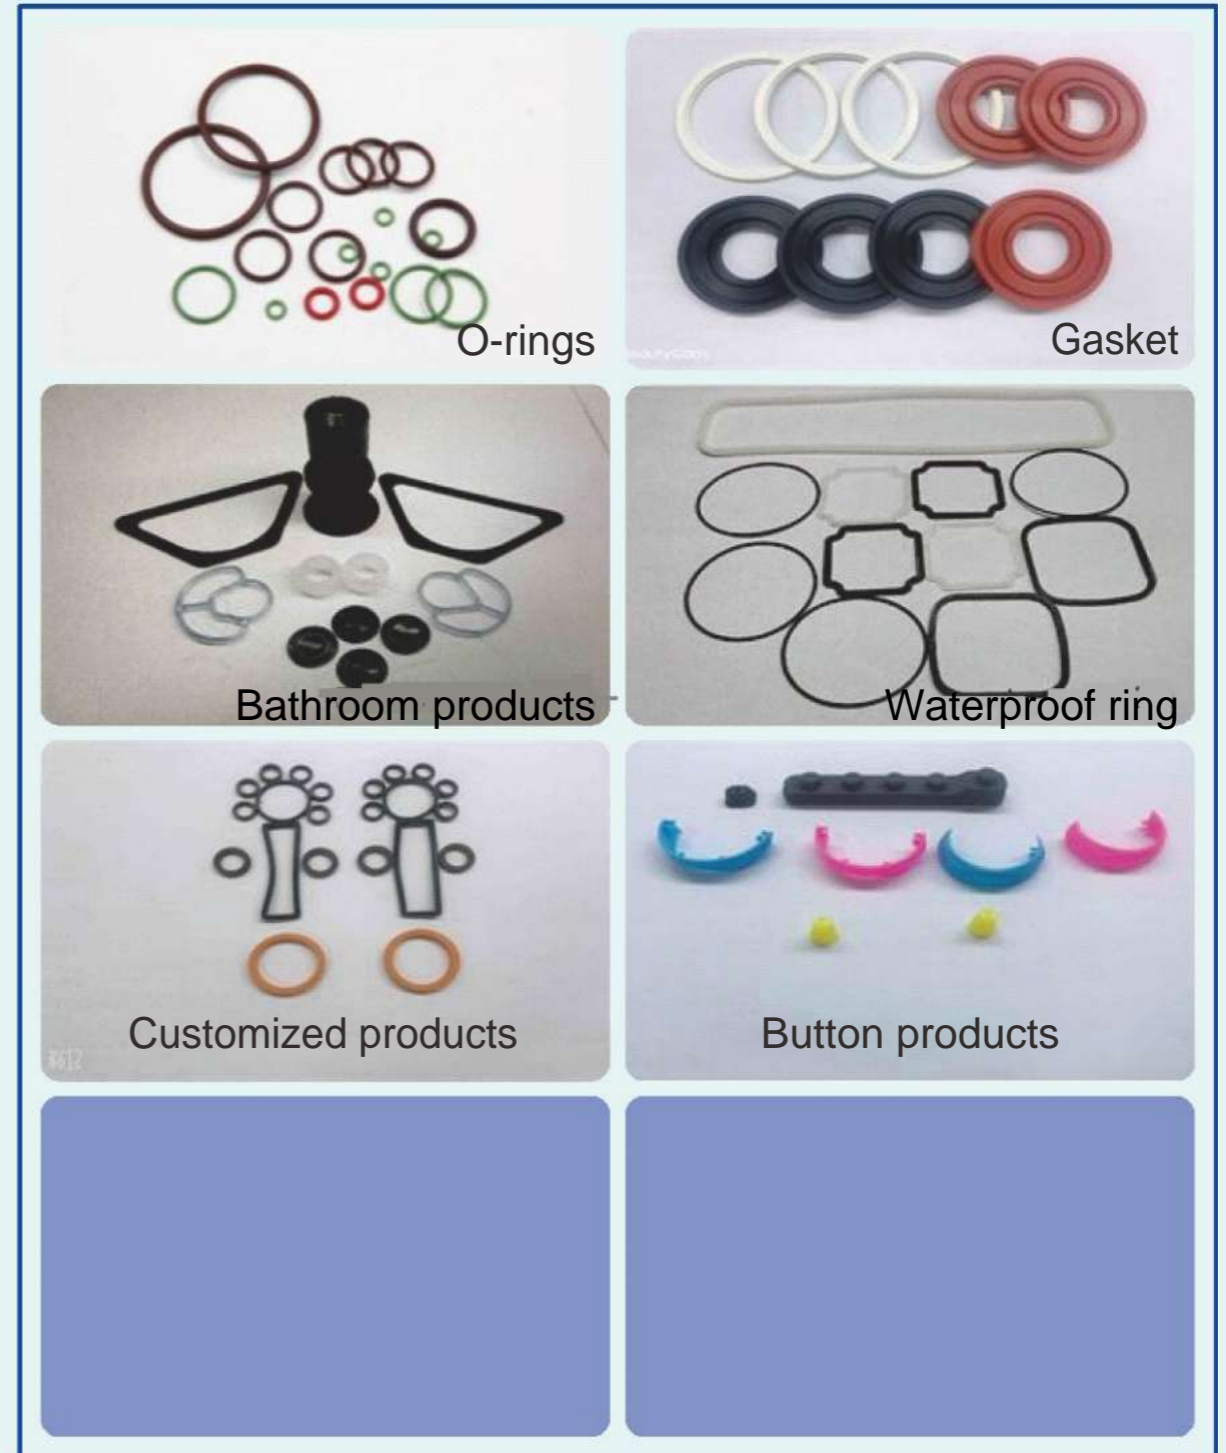 O-rings
Gasket
Bathroom products
Waterproof ring
Customized products
Button products